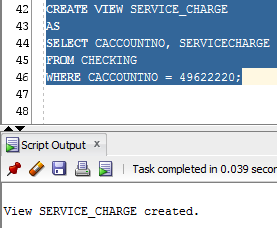 42 CREATE VIEW SERVICE_CHARGE
43 AS
44 SELECT CACCOUNTNO, SERVICECHARGE
45 FROM CHECKING
46 WHERE CACCOUNTNO = 49622220;
47
48
Script Output x
Task completed in 0.039 secor
View SERVICE_CHARGE created.